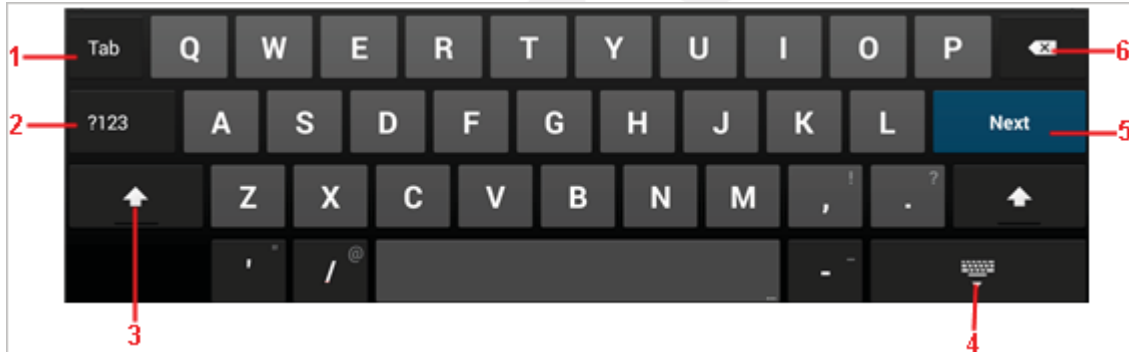 1 Tab Q W E R T Y U I O P 6
2 ?123 A S D F G H J K L Next 5
Z X C V B N M , ! . ?
' " / @ - _
3 4